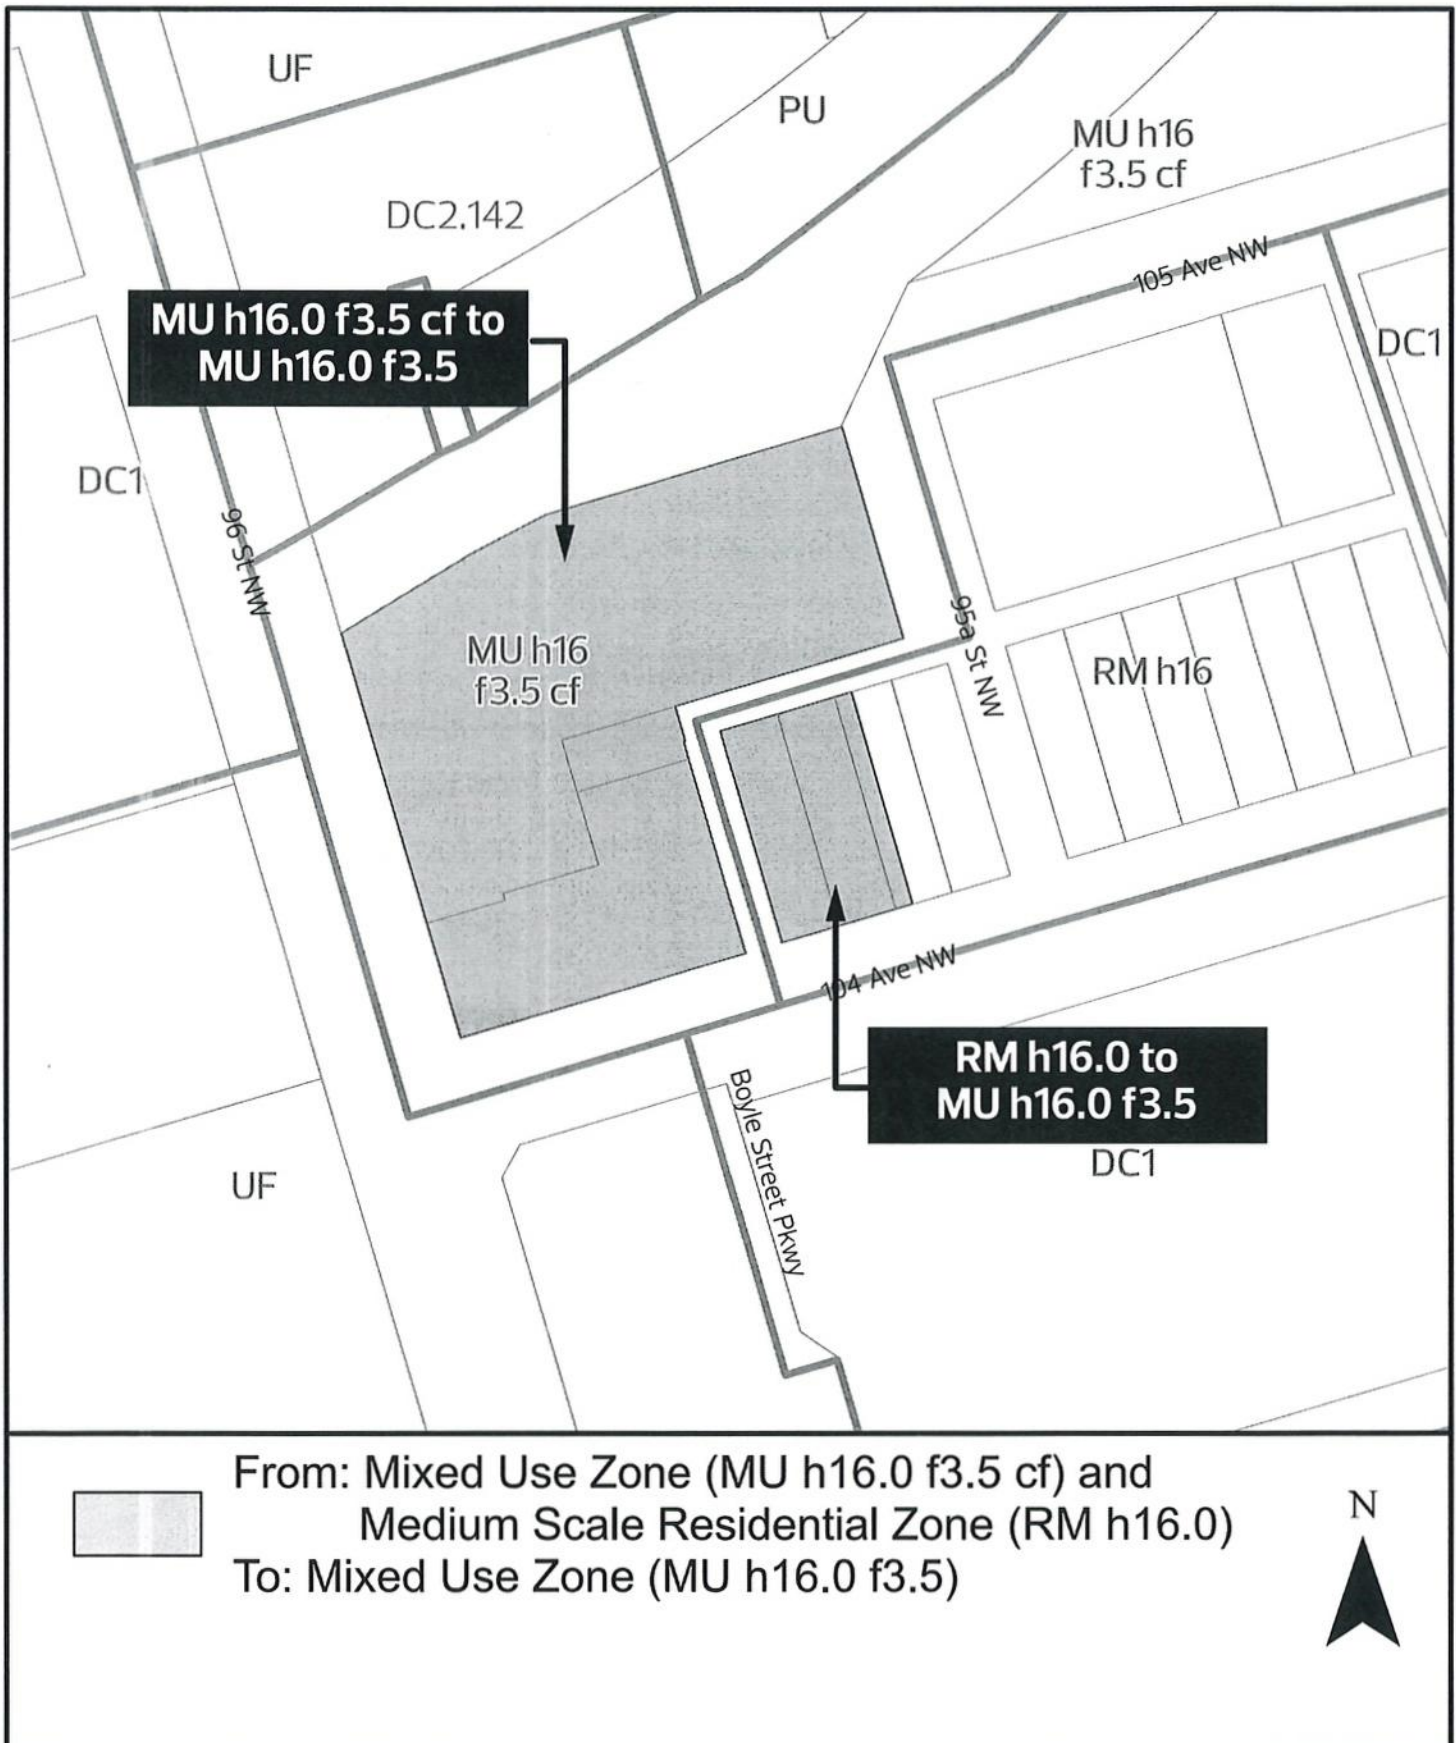 UF
PU
MU h16
f3.5 cf
DC2.142
105 Ave NW
MU h16.0 f3.5 cf to
MU h16.0 f3.5
DC1
DC1
96 St NW
95a St NW
MU h16
f3.5 cf
RM h16
104 Ave NW
RM h16.0 to
MU h16.0 f3.5
Boyle Street Pkwy
DC1
UF
From: Mixed Use Zone (MU h16.0 f3.5 cf) and
Medium Scale Residential Zone (RM h16.0)
To: Mixed Use Zone (MU h16.0 f3.5)
N